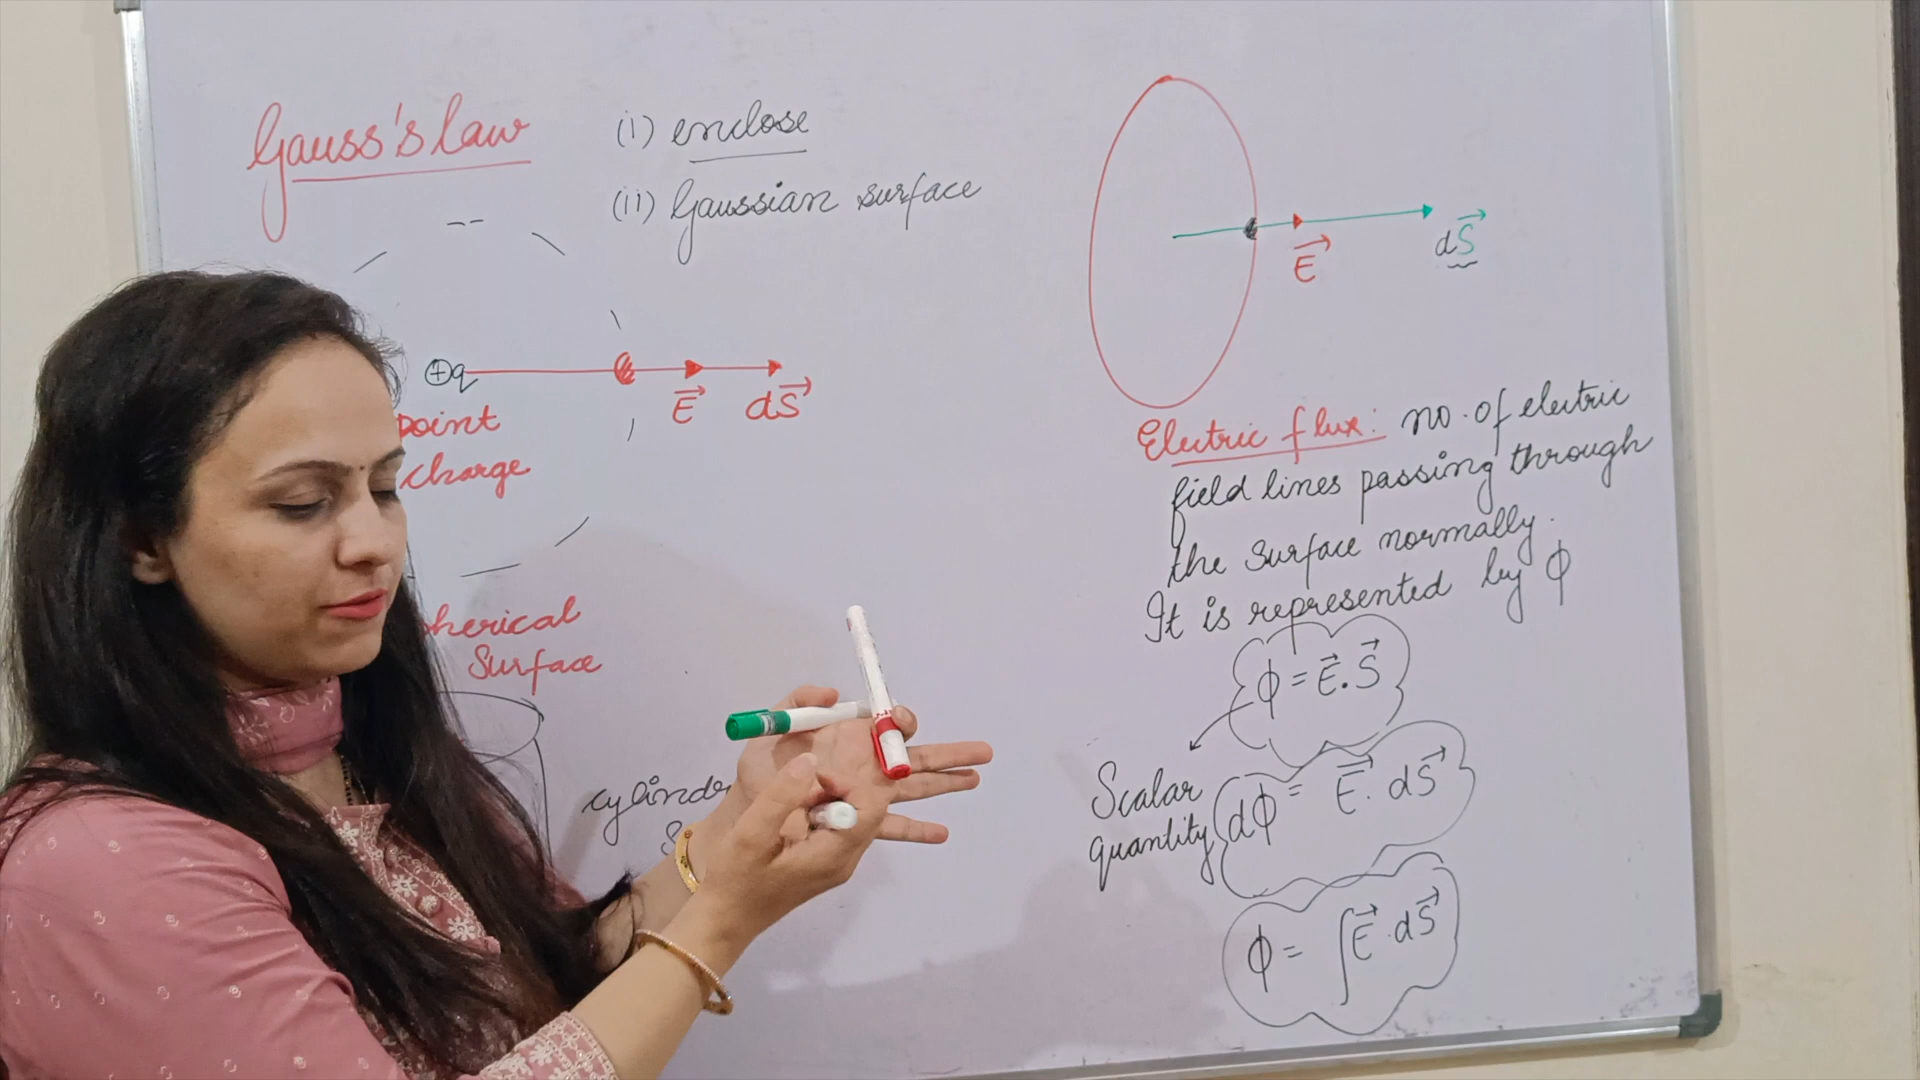 Gauss's law
(i) enclose
(ii) Gaussian surface
+q
E dS
point
charge
herical
Surface
cylinder
S
E
dS
Electric flux: no. of electric
field lines passing through
the surface normally.
It is represented by ϕ
ϕ = E⃗.S⃗
Scalar
quantity
dϕ = E⃗. dS⃗
ϕ = ∫E⃗.dS⃗